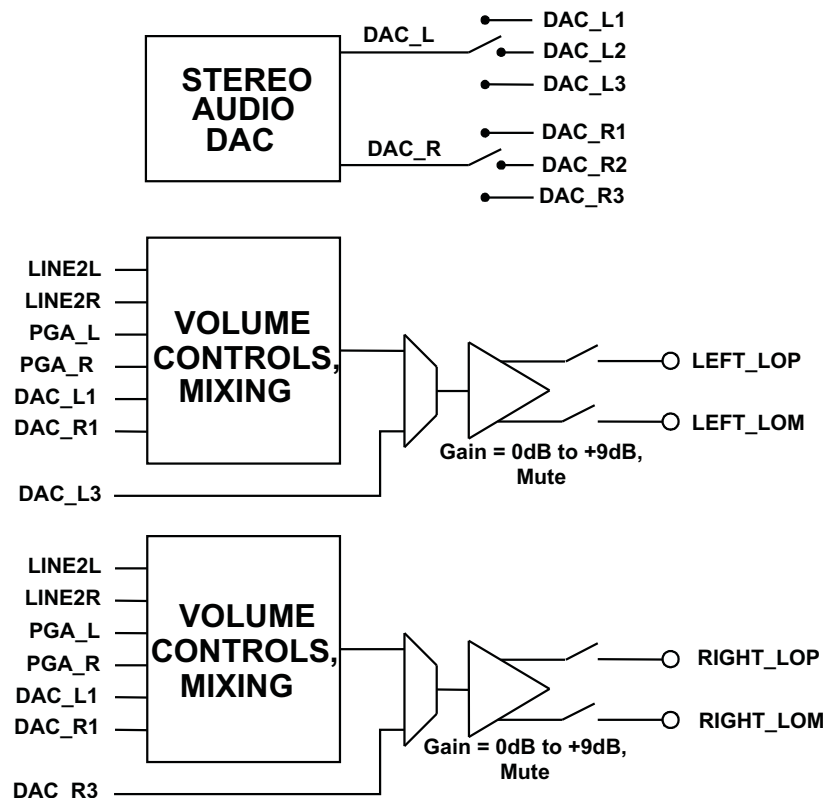 STEREO
AUDIO
DAC
DAC_L
DAC_L1
DAC_L2
DAC_L3
DAC_R
DAC_R1
DAC_R2
DAC_R3
LINE2L
LINE2R
PGA_L
PGA_R
DAC_L1
DAC_R1
VOLUME
CONTROLS,
MIXING
LEFT_LOP
LEFT_LOM
Gain = 0dB to +9dB,
Mute
DAC_L3
LINE2L
LINE2R
PGA_L
PGA_R
DAC_L1
DAC_R1
VOLUME
CONTROLS,
MIXING
RIGHT_LOP
RIGHT_LOM
Gain = 0dB to +9dB,
Mute
DAC_R3